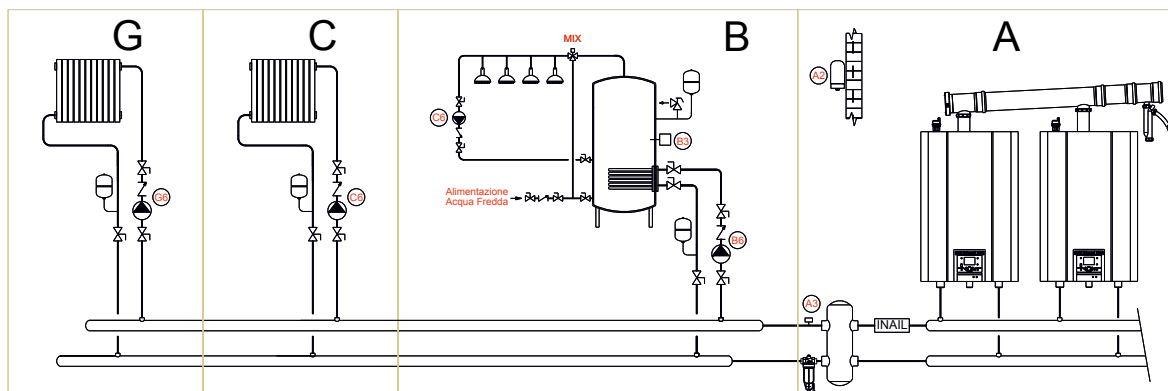 G
C
B
A
MIX
A2
C6
B3
Alimentazione
Acqua Fredda
G6
C6
B6
A3
INAIL